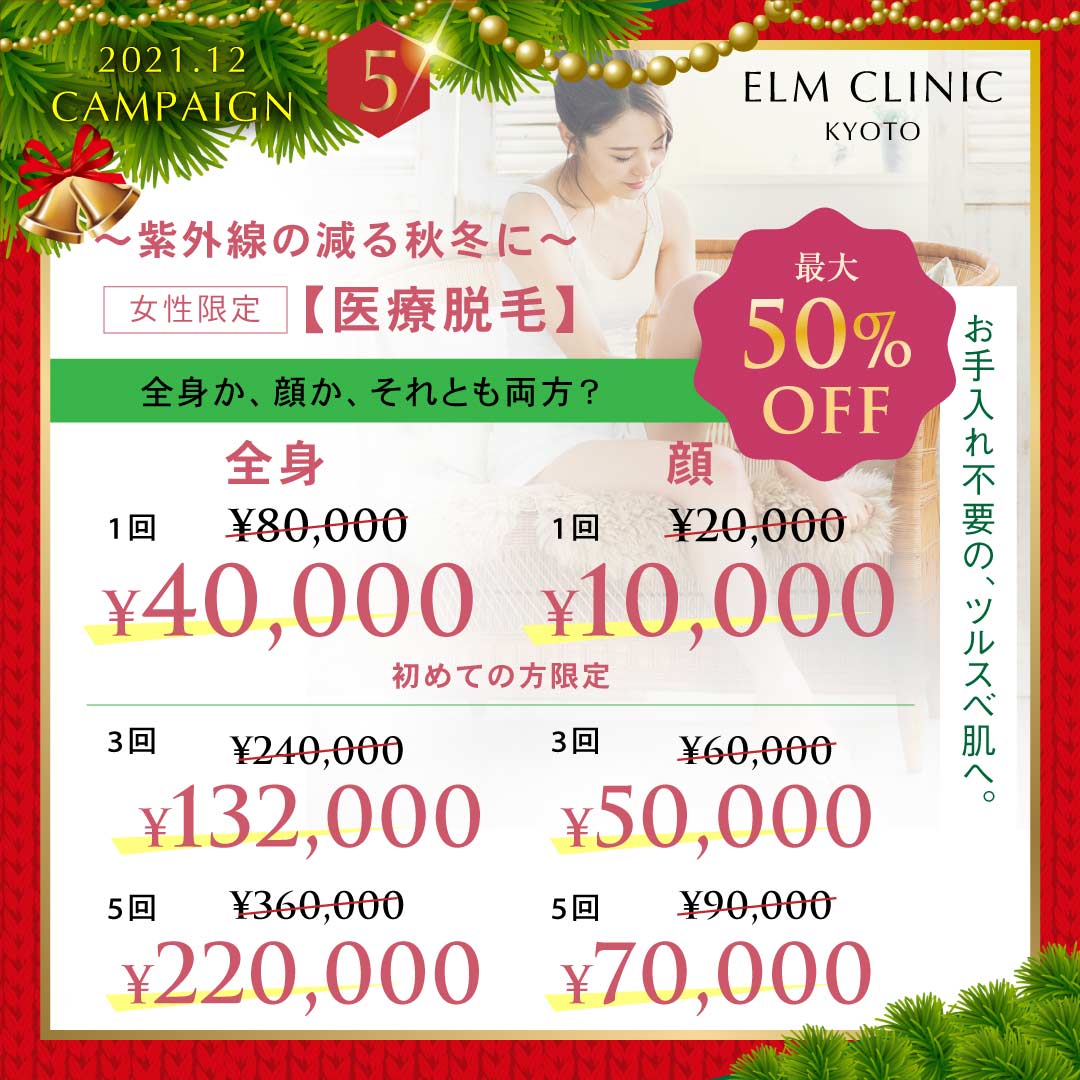 2021.12
CAMPAIGN
5
ELM CLINIC
KYOTO
～紫外線の減る秋冬に～
女性限定 【医療脱毛】
最大
50%
OFF
全身か、顔か、それとも両方？
お手入れ不要の、ツルスベ肌へ。
全身
1回 ¥80,000
¥40,000
顔
1回 ¥20,000
¥10,000
初めての方限定
3回 ¥240,000
¥132,000
3回 ¥60,000
¥50,000
5回 ¥360,000
¥220,000
5回 ¥90,000
¥70,000